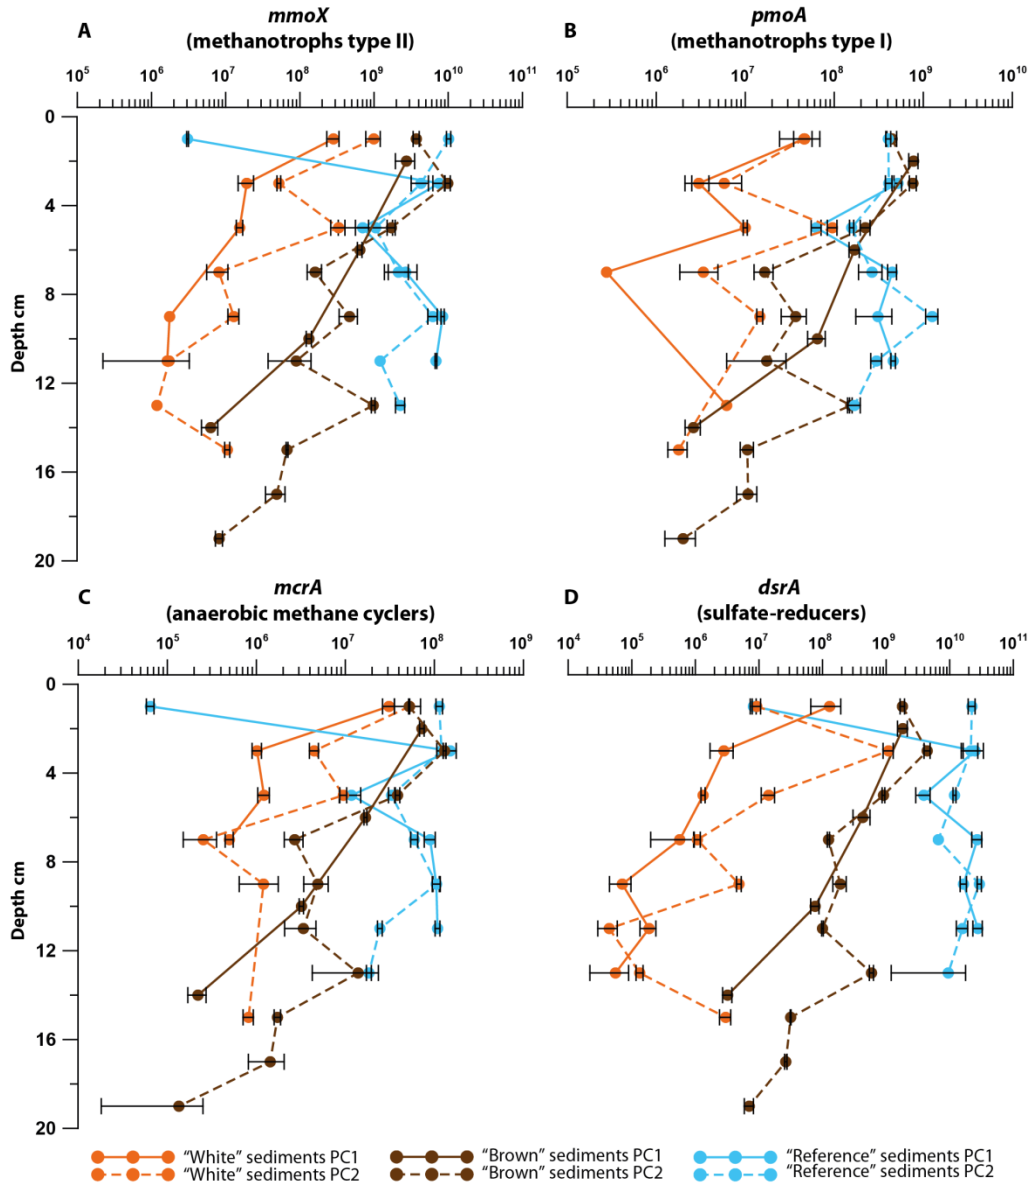 A
mmoX
(methanotrophs type II)
10^5 10^6 10^7 10^8 10^9 10^10 10^11
B
pmoA
(methanotrophs type I)
10^5 10^6 10^7 10^8 10^9 10^10
0
4
8
12
16
20
Depth cm
C
mcrA
(anaerobic methane cyclers)
10^4 10^5 10^6 10^7 10^8 10^9
D
dsrA
(sulfate-reducers)
10^4 10^5 10^6 10^7 10^8 10^9 10^10 10^11
0
4
8
12
16
20
Depth cm
"White" sediments PC1
"White" sediments PC2
"Brown" sediments PC1
"Brown" sediments PC2
"Reference" sediments PC1
"Reference" sediments PC2